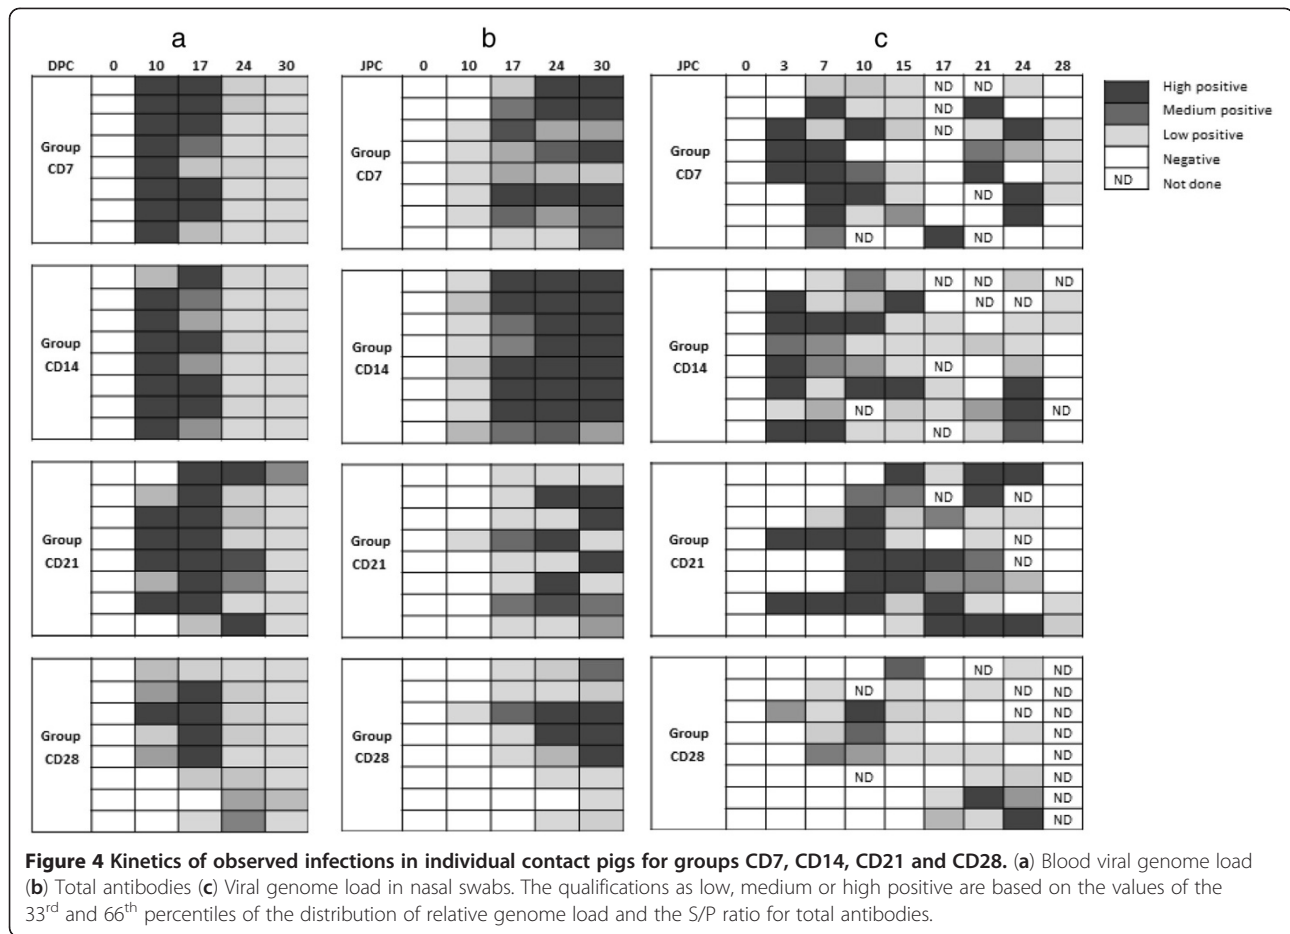 a
b
c
DPC 0 10 17 24 30
JPC 0 10 17 24 30
JPC 0 3 7 10 15 17 21 24 28
High positive
Medium positive
Low positive
Negative
ND Not done
Group
CD7
Group
CD7
Group
CD7
ND ND
ND
ND
ND
ND ND
Group
CD14
Group
CD14
Group
CD14
ND ND ND
ND ND
ND
ND ND
ND
Group
CD21
Group
CD21
Group
CD21
ND ND
ND
ND
Group
CD28
Group
CD28
Group
CD28
ND ND
ND ND ND
ND ND
ND
ND
ND ND
ND
ND
Figure 4 Kinetics of observed infections in individual contact pigs for groups CD7, CD14, CD21 and CD28. (a) Blood viral genome load
(b) Total antibodies (c) Viral genome load in nasal swabs. The qualifications as low, medium or high positive are based on the values of the
33rd and 66th percentiles of the distribution of relative genome load and the S/P ratio for total antibodies.